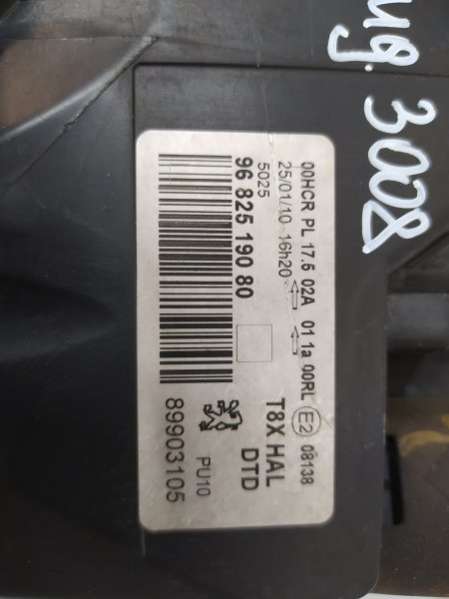 ug. 3008
00HCR PL 17.5 02A 01 1a 00RL E2 08138
25/01/10 16h20
5025
96 825 190 80
T8X HAL
DTD
PU10
89903105